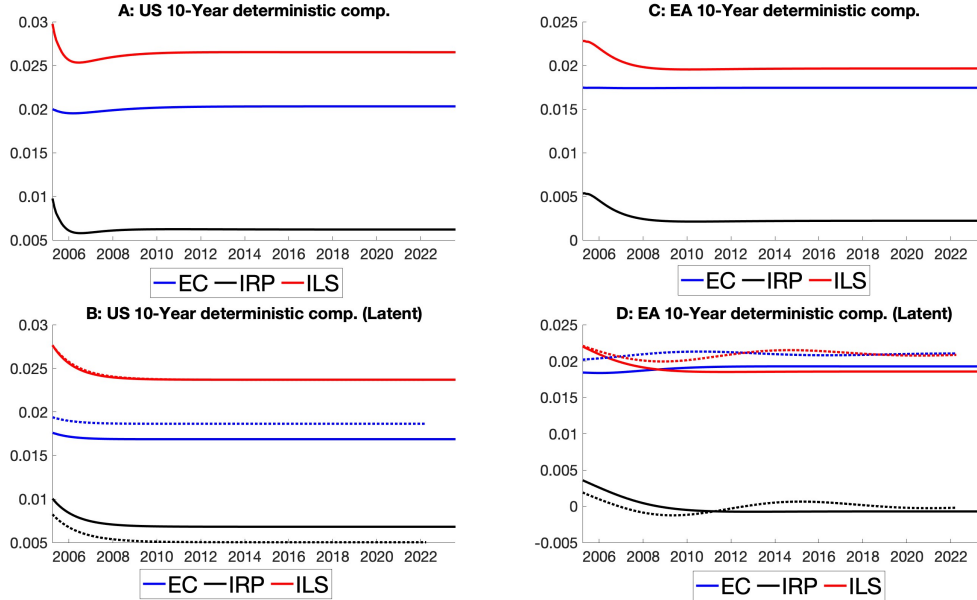 A: US 10-Year deterministic comp.
0.03
0.025
0.02
0.015
0.01
0.005
2006 2008 2010 2012 2014 2016 2018 2020 2022
EC IRP ILS
C: EA 10-Year deterministic comp.
0.025
0.02
0.015
0.01
0.005
0
2006 2008 2010 2012 2014 2016 2018 2020 2022
EC IRP ILS
B: US 10-Year deterministic comp. (Latent)
0.03
0.025
0.02
0.015
0.01
0.005
2006 2008 2010 2012 2014 2016 2018 2020 2022
EC IRP ILS
D: EA 10-Year deterministic comp. (Latent)
0.025
0.02
0.015
0.01
0.005
0
-0.005
2006 2008 2010 2012 2014 2016 2018 2020 2022
EC IRP ILS